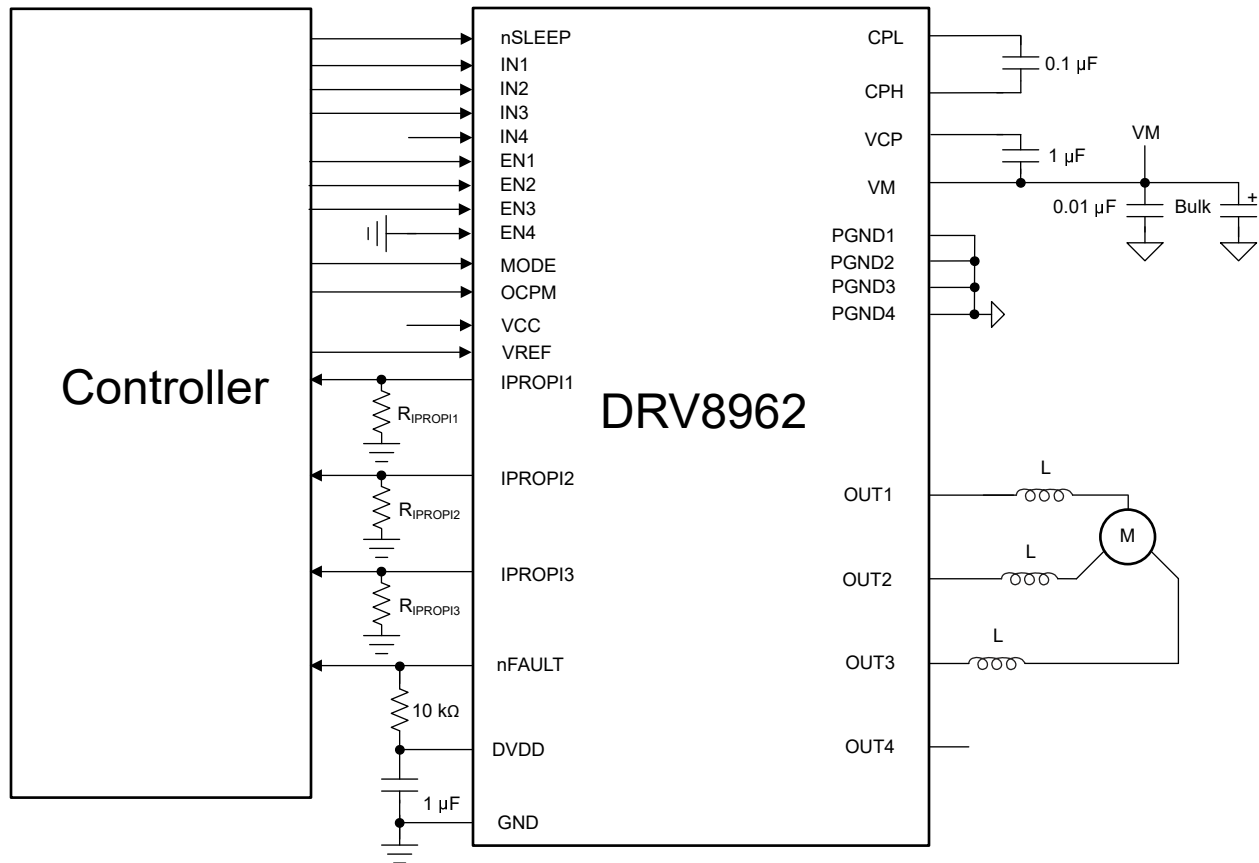 Controller
DRV8962
nSLEEP
IN1
IN2
IN3
IN4
EN1
EN2
EN3
EN4
MODE
OCPM
VCC
VREF
IPROPI1
RIPROPI1
IPROPI2
RIPROPI2
IPROPI3
RIPROPI3
nFAULT
10 kΩ
DVDD
1 µF
GND
CPL
0.1 µF
CPH
VCP
1 µF
VM
VM
0.01 µF
Bulk
+
PGND1
PGND2
PGND3
PGND4
OUT1
L
M
OUT2
L
OUT3
L
OUT4